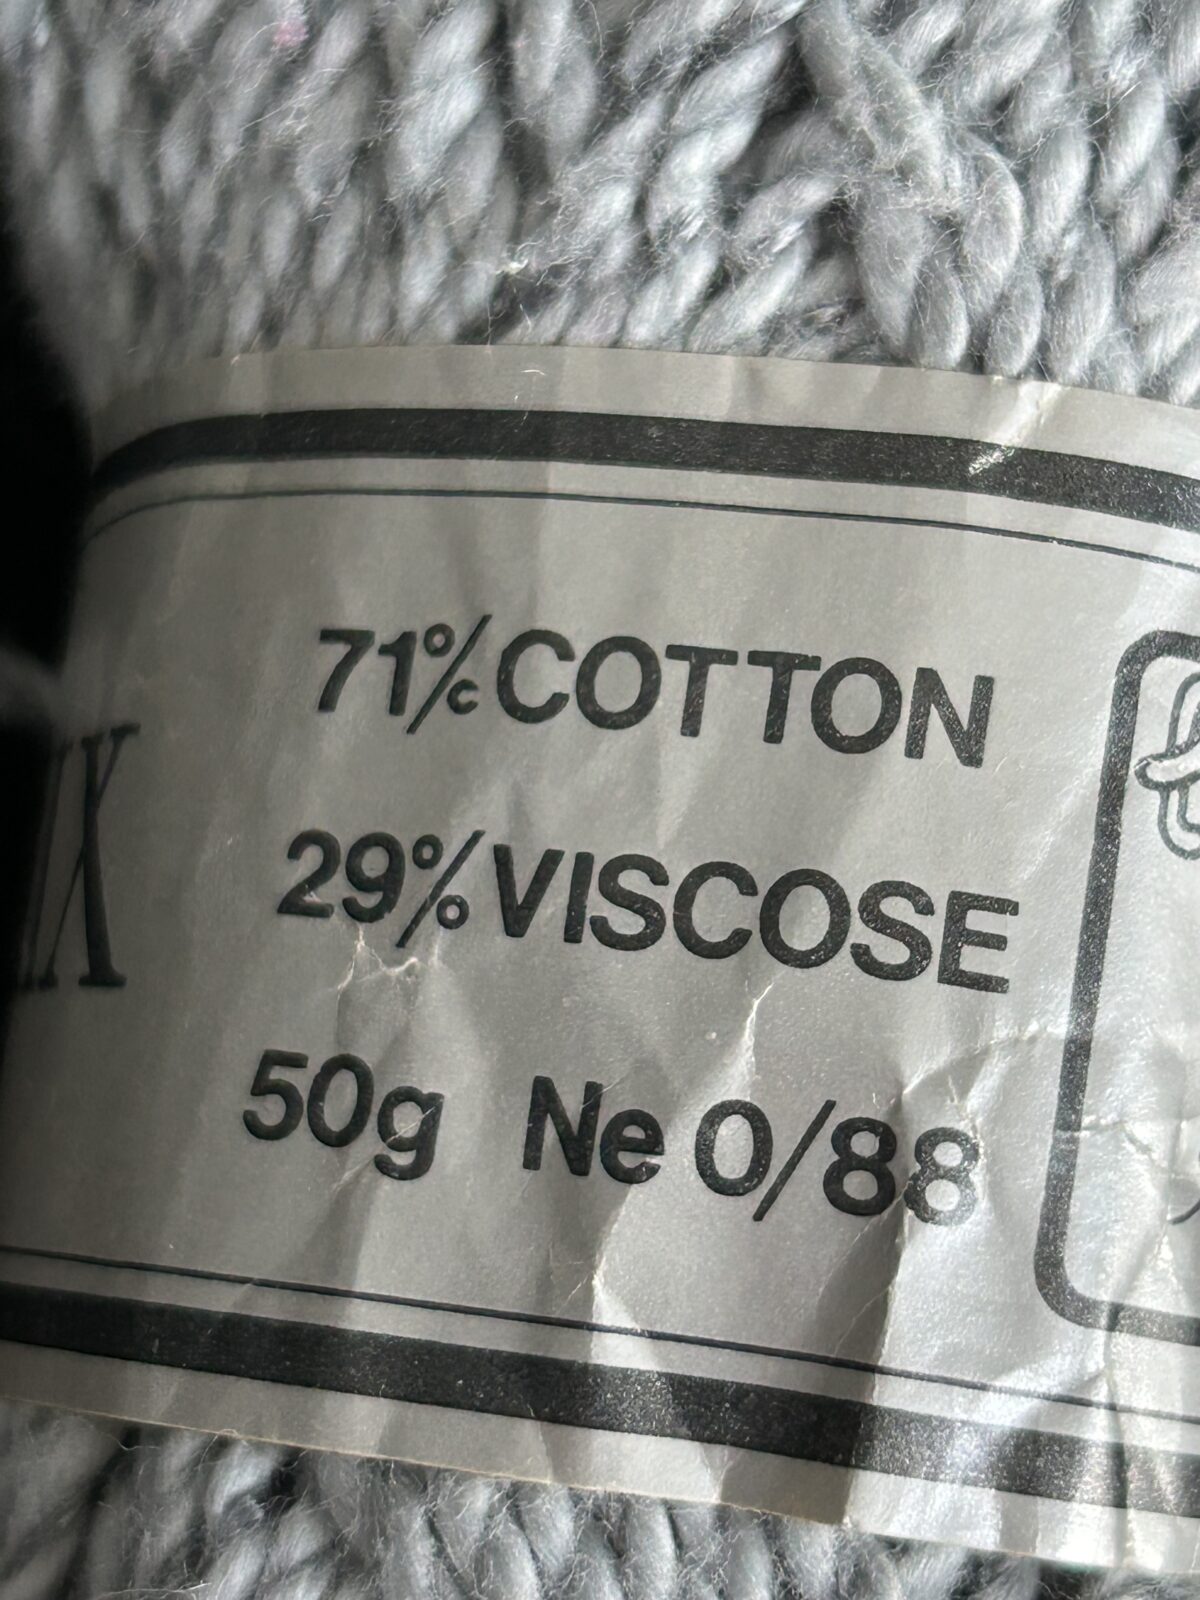 71%COTTON
29%VISCOSE
50g Ne 0/88